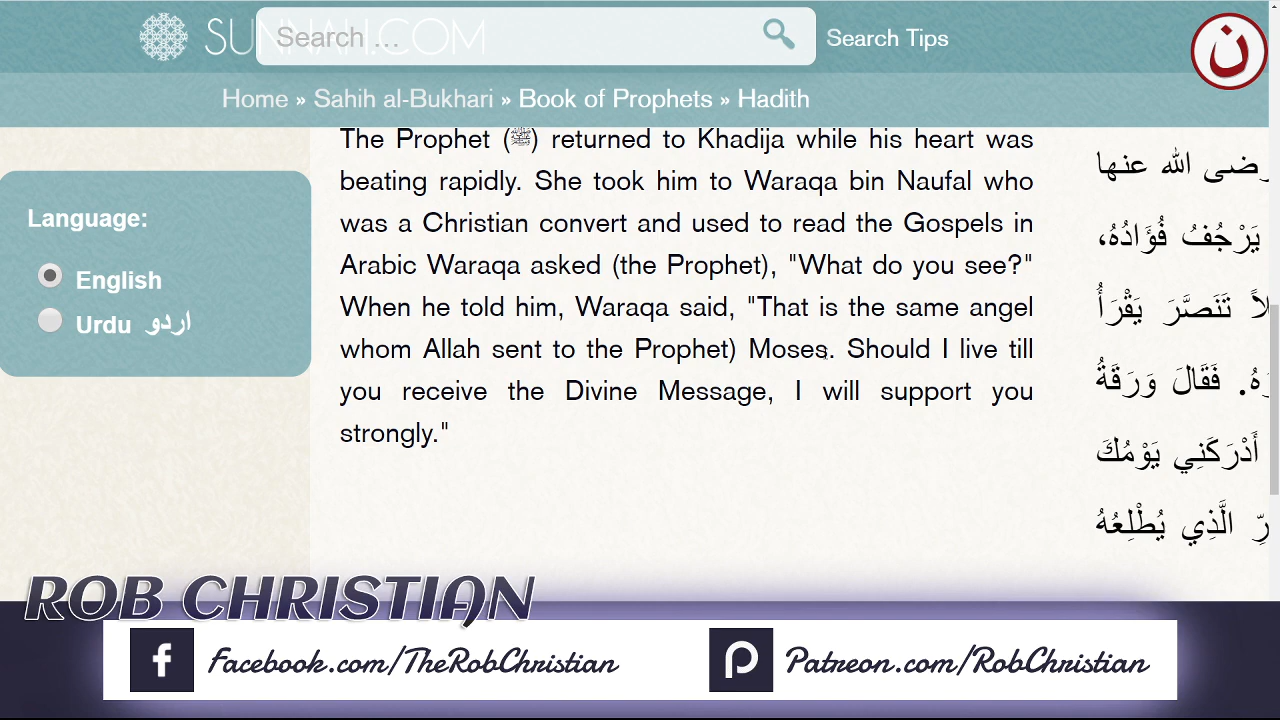 SUNNAH.COM
Search ...
Search Tips
ن
Home » Sahih al-Bukhari » Book of Prophets » Hadith
The Prophet (ﷺ) returned to Khadija while his heart was
beating rapidly. She took him to Waraqa bin Naufal who
was a Christian convert and used to read the Gospels in
Arabic Waraqa asked (the Prophet), "What do you see?"
When he told him, Waraqa said, "That is the same angel
whom Allah sent to the Prophet) Moses. Should I live till
you receive the Divine Message, I will support you
strongly."
Language:
English
Urdu اردو
الله عنها
يَرْجُفُ فُؤَادُهُ،
تَنَصَّرَ يَقْرَأُ
فَقَالَ وَرَقَةُ
أَدْرَكَنِي يَوْمُكَ
الَّذِي يُطْلِعُهُ
ROB CHRISTIAN
f Facebook.com/TheRobChristian
Patreon.com/RobChristian